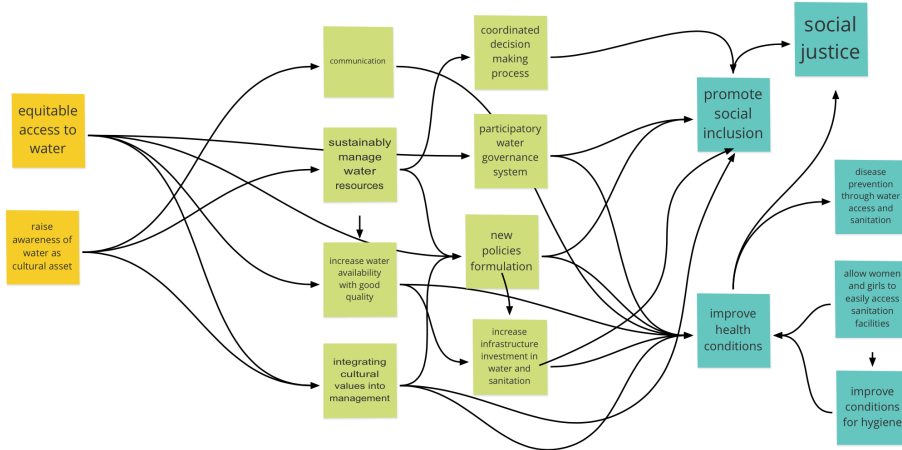 equitable
access to
water
raise
awareness of
water as
cultural asset
communication
sustainably
manage
water
resources
increase water
availability
with good
quality
integrating
cultural
values into
management
coordinated
decision
making
process
participatory
water
governance
system
new
policies
formulation
increase
infrastructure
investment in
water and
sanitation
social
justice
promote
social
inclusion
disease
prevention
through water
access and
sanitation
allow women
and girls to
easily access
sanitation
facilities
improve
health
conditions
improve
conditions
for hygiene